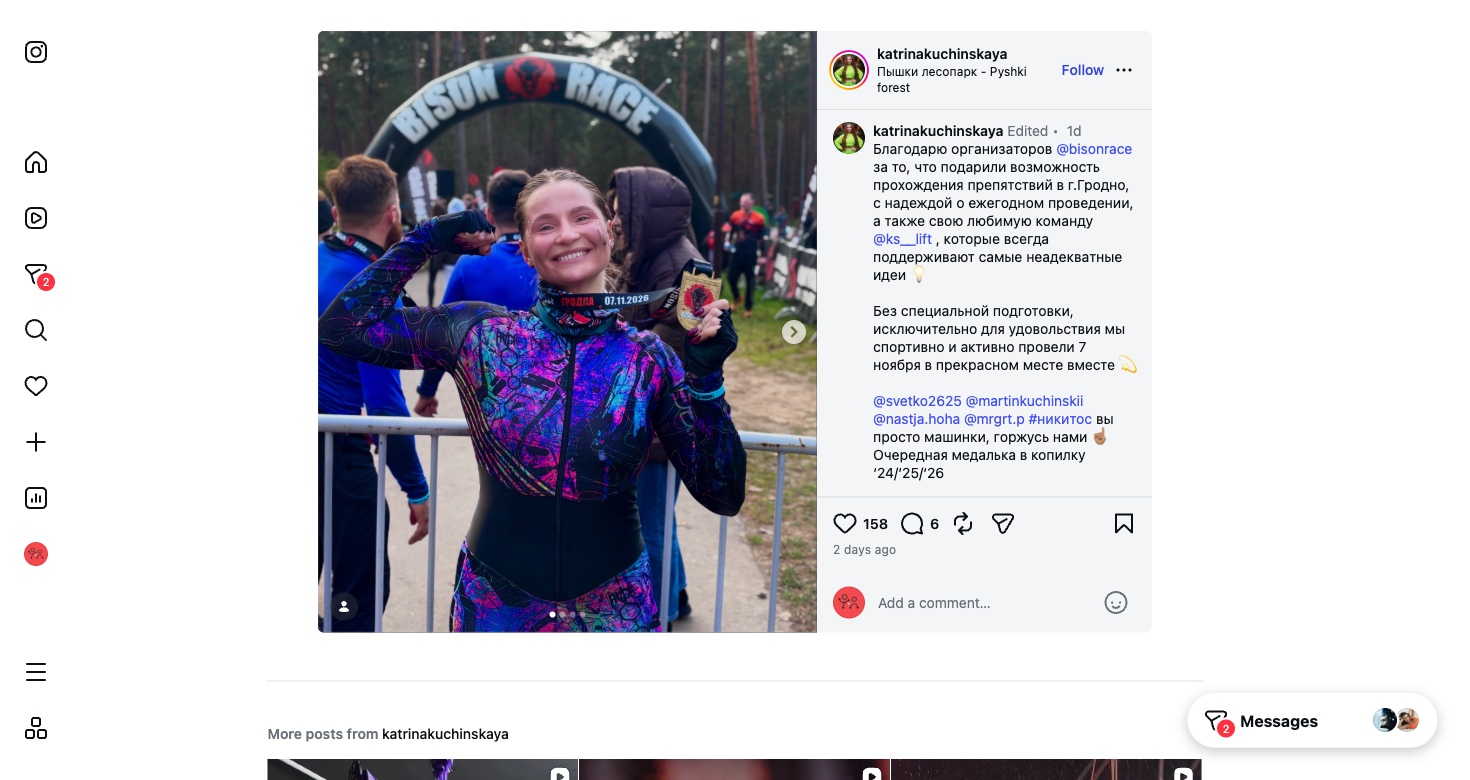 BISON RACE
ГРОДНА 07.11.2026
katrinakuchinskaya
Пышки лесопарк - Pyshki
forest
Follow
katrinakuchinskaya Edited • 1d
Благодарю организаторов @bisonrace
за то, что подарили возможность
прохождения препятствий в г.Гродно,
с надеждой о ежегодном проведении,
а также свою любимую команду
@ks__lift , которые всегда
поддерживают самые неадекватные
идеи 💡
Без специальной подготовки,
исключительно для удовольствия мы
спортивно и активно провели 7
ноября в прекрасном месте вместе 💫
@svetko2625 @martinkuchinskii
@nastja.hoha @mrgrt.p #никитос вы
просто машинки, горжусь нами ☝🏽
Очередная медалька в копилку
‘24/‘25/‘26
158 6
2 days ago
Add a comment...
2
More posts from katrinakuchinskaya
2 Messages